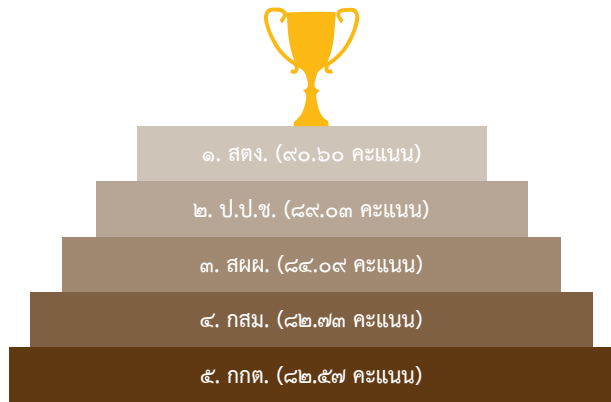 ๑. สตง. (๙๐.๖๐ คะแนน)
๒. ป.ป.ช. (๘๙.๐๓ คะแนน)
๓. สผผ. (๘๔.๐๙ คะแนน)
๔. กสม. (๘๒.๗๓ คะแนน)
๕. กกต. (๘๒.๕๗ คะแนน)